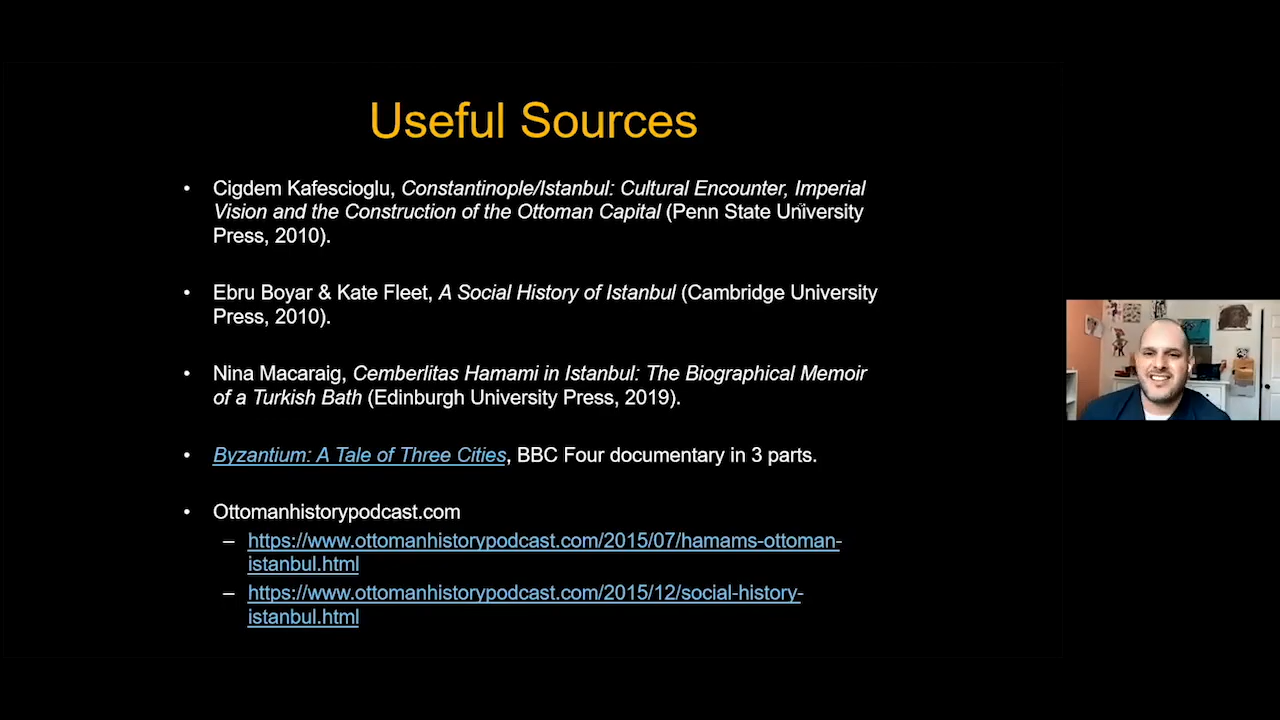 Useful Sources
• Cigdem Kafescioglu, Constantinople/Istanbul: Cultural Encounter, Imperial
Vision and the Construction of the Ottoman Capital (Penn State University
Press, 2010).
• Ebru Boyar & Kate Fleet, A Social History of Istanbul (Cambridge University
Press, 2010).
• Nina Macaraig, Cemberlitas Hamami in Istanbul: The Biographical Memoir
of a Turkish Bath (Edinburgh University Press, 2019).
• Byzantium: A Tale of Three Cities, BBC Four documentary in 3 parts.
• Ottomanhistorypodcast.com
– https://www.ottomanhistorypodcast.com/2015/07/hamams-ottoman-
istanbul.html
– https://www.ottomanhistorypodcast.com/2015/12/social-history-
istanbul.html